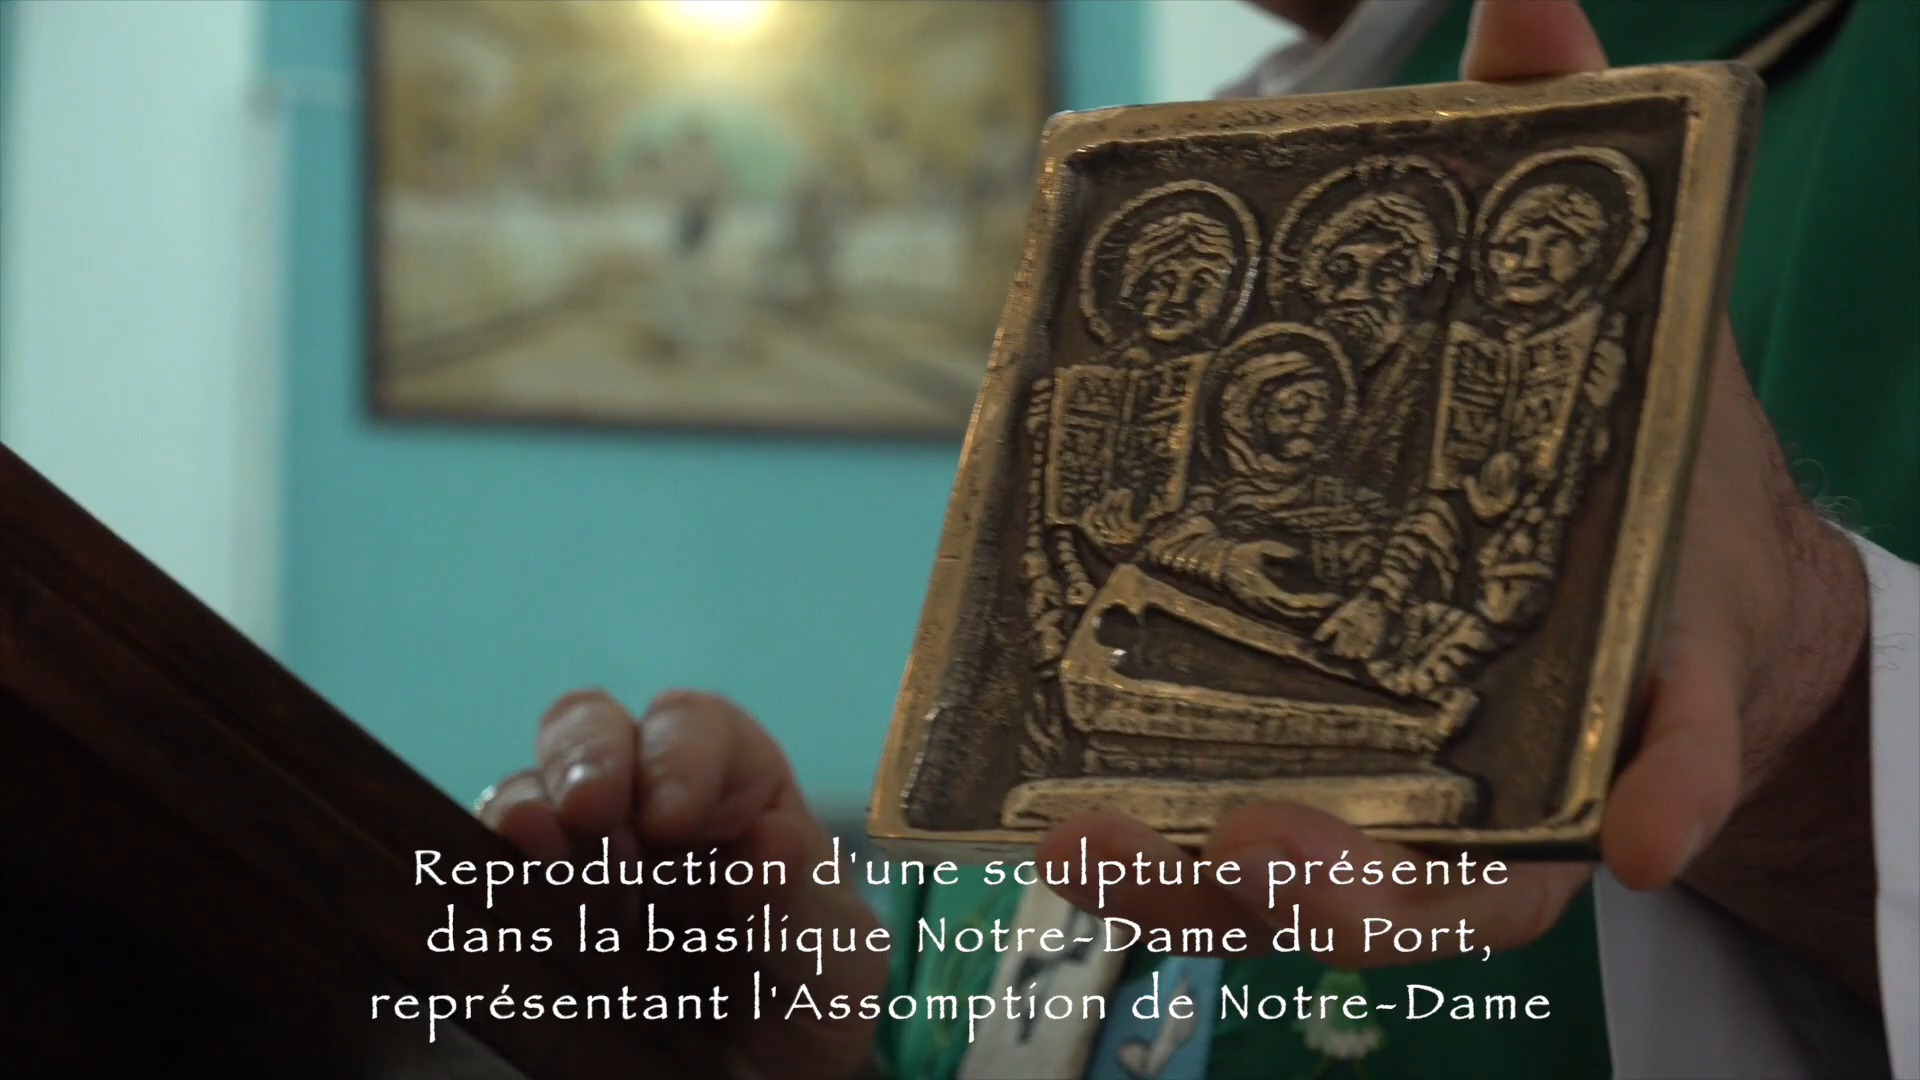 Reproduction d'une sculpture présente
dans la basilique Notre-Dame du Port,
représentant l'Assomption de Notre-Dame